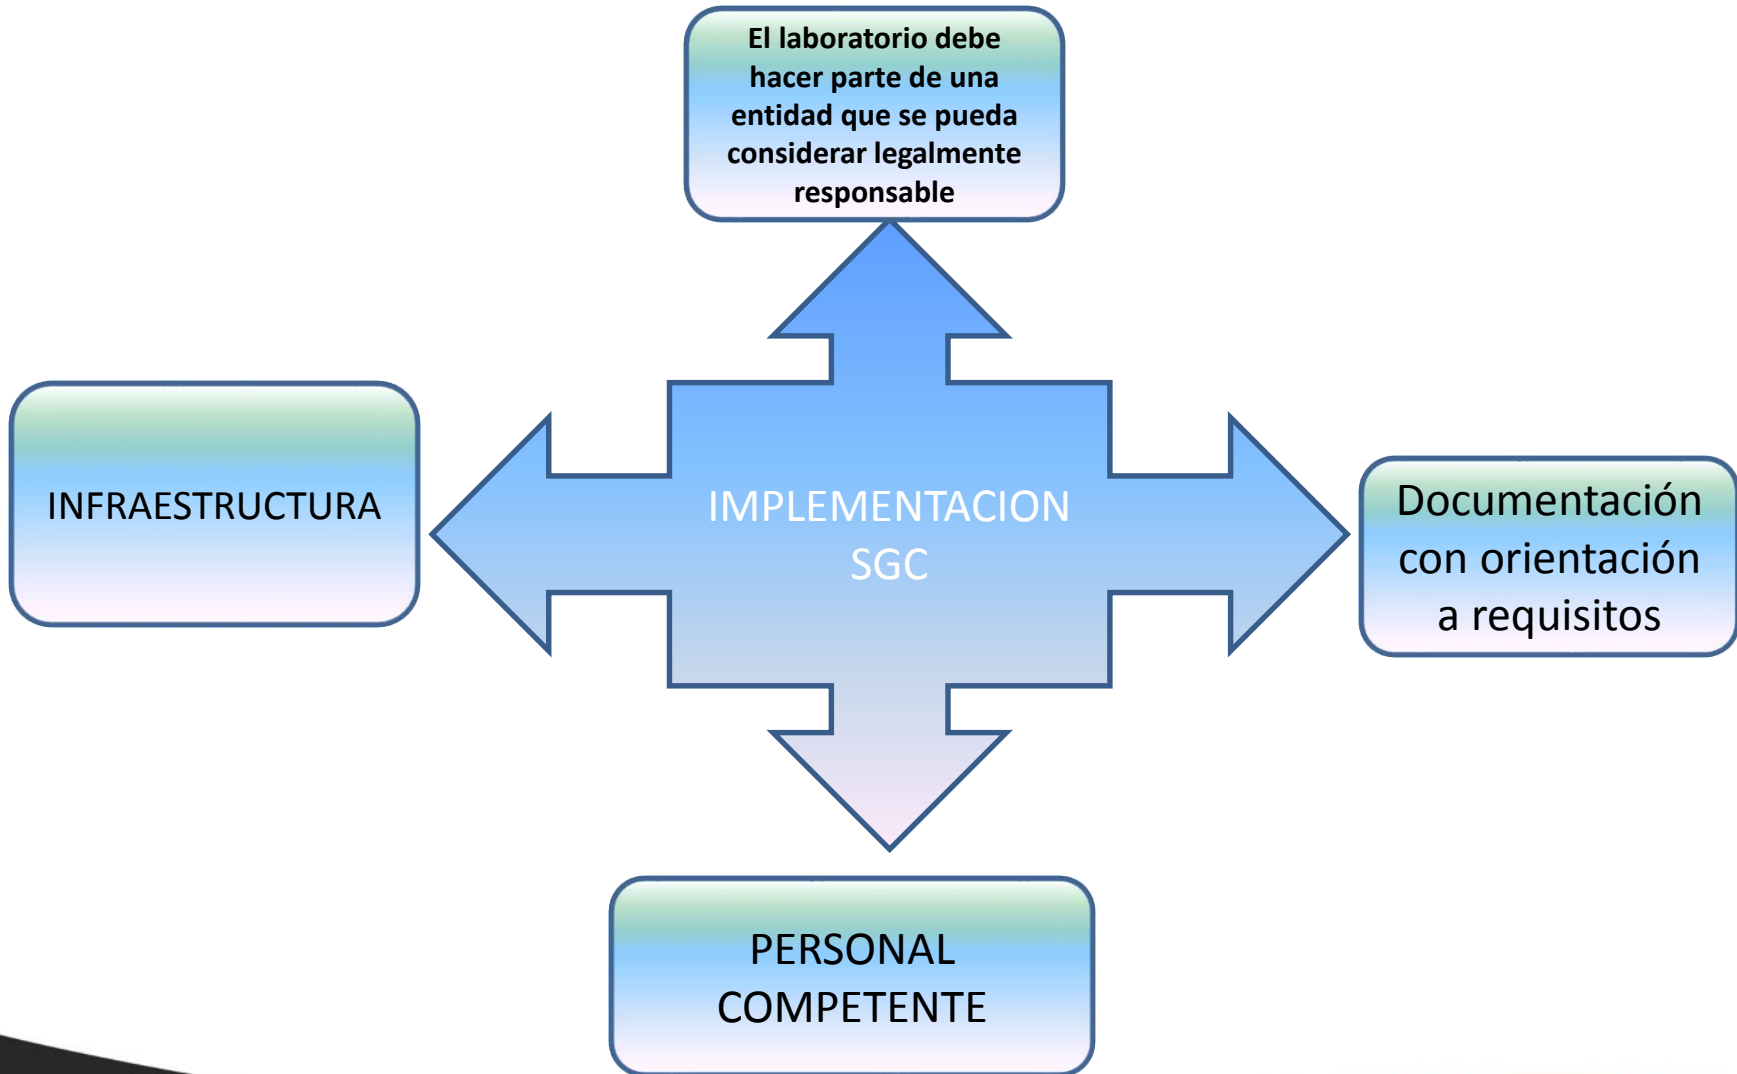 El laboratorio debe
hacer parte de una
entidad que se pueda
considerar legalmente
responsable
INFRAESTRUCTURA
IMPLEMENTACION
SGC
Documentación
con orientación
a requisitos
PERSONAL
COMPETENTE